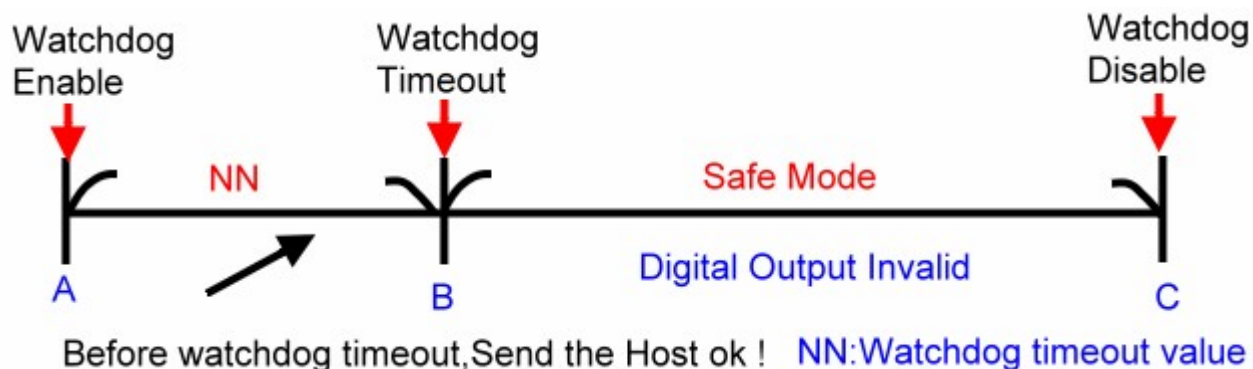 Watchdog
Enable
Watchdog
Timeout
Watchdog
Disable
NN
Safe Mode
Digital Output Invalid
A
B
C
Before watchdog timeout,Send the Host ok !
NN:Watchdog timeout value